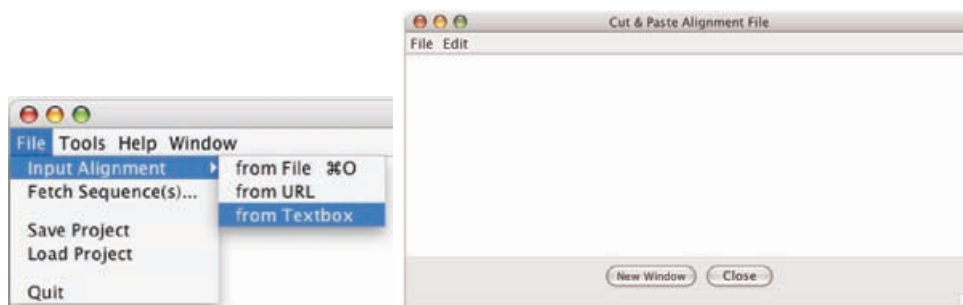 File Tools Help Window
Input Alignment
Fetch Sequence(s)...
Save Project
Load Project
Quit
from File ⌘O
from URL
from Textbox
Cut & Paste Alignment File
File Edit
New Window Close